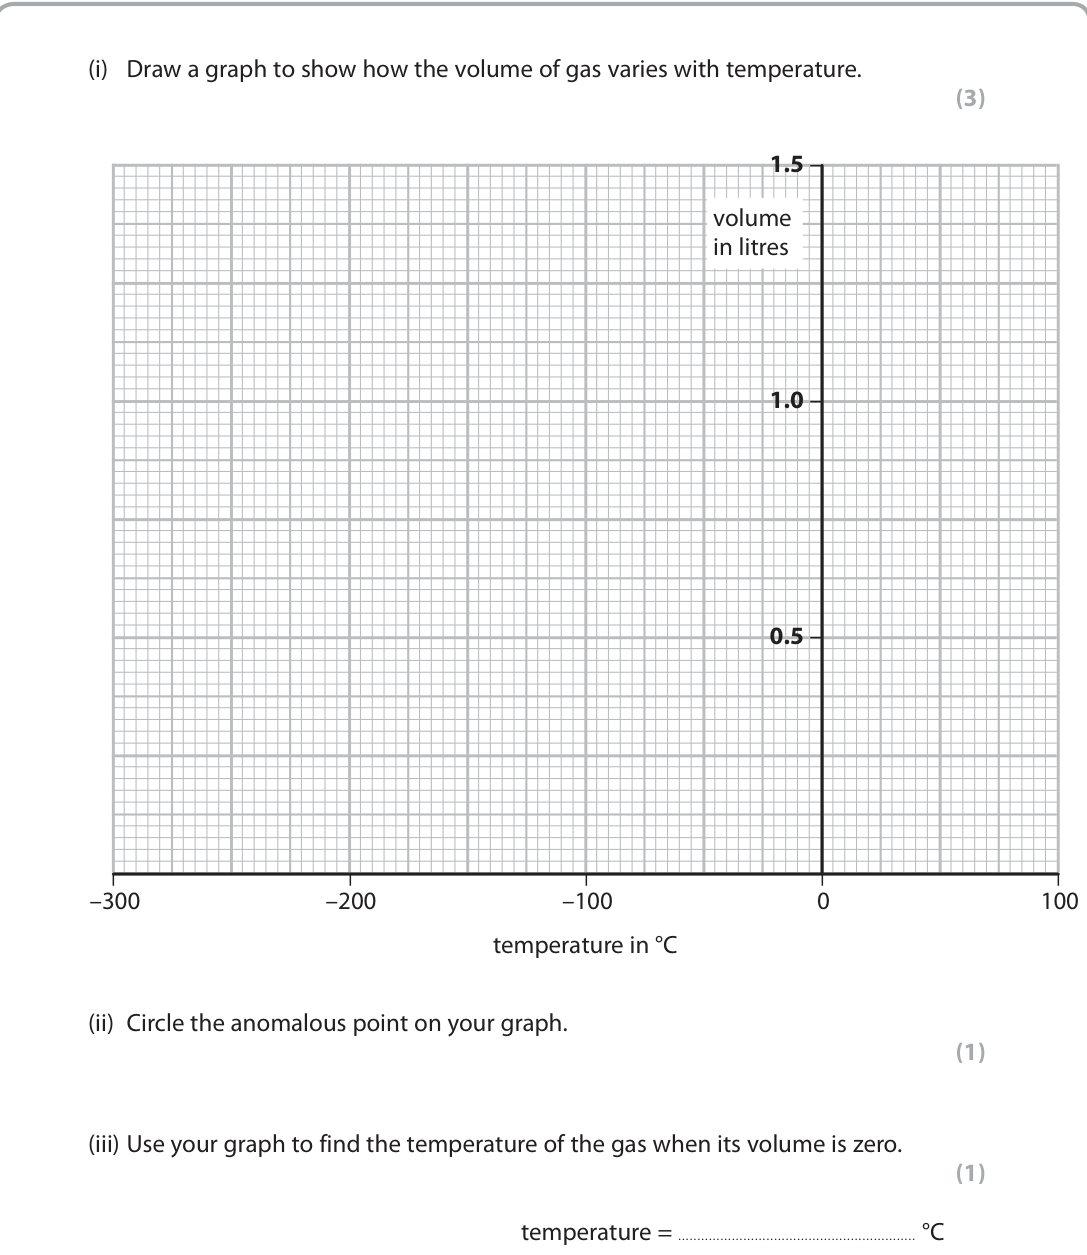 (i) Draw a graph to show how the volume of gas varies with temperature.
(3)
1.5
volume
in litres
1.0
0.5
–300 –200 –100 0 100
temperature in °C
(ii) Circle the anomalous point on your graph.
(1)
(iii) Use your graph to find the temperature of the gas when its volume is zero.
(1)
temperature = ............................................................... °C